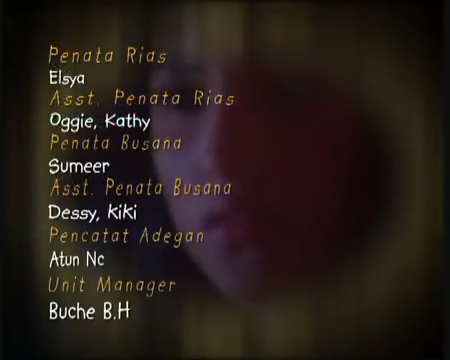 Penata Rias
Elsya
Asst. Penata Rias
Oggie, Kathy
Penata Busana
Sumeer
Asst. Penata Busana
Dessy, kiki
Pencatat Adegan
Atun Nc
Unit Manager
Buche B.H